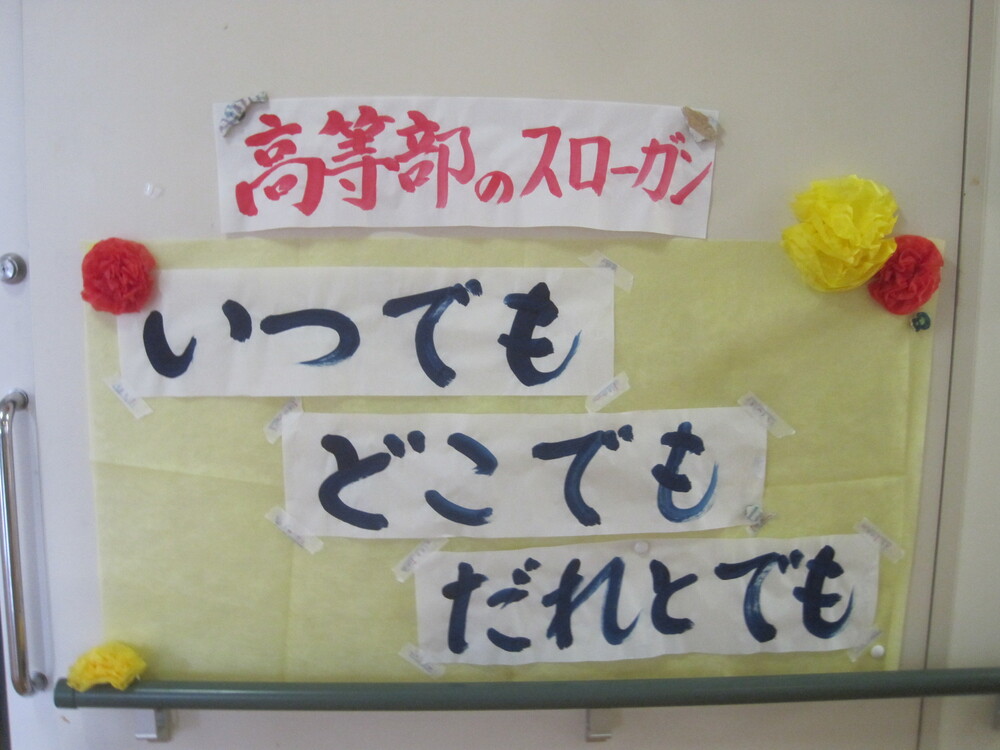 高等部のスローガン
いつでも
どこでも
だれとでも